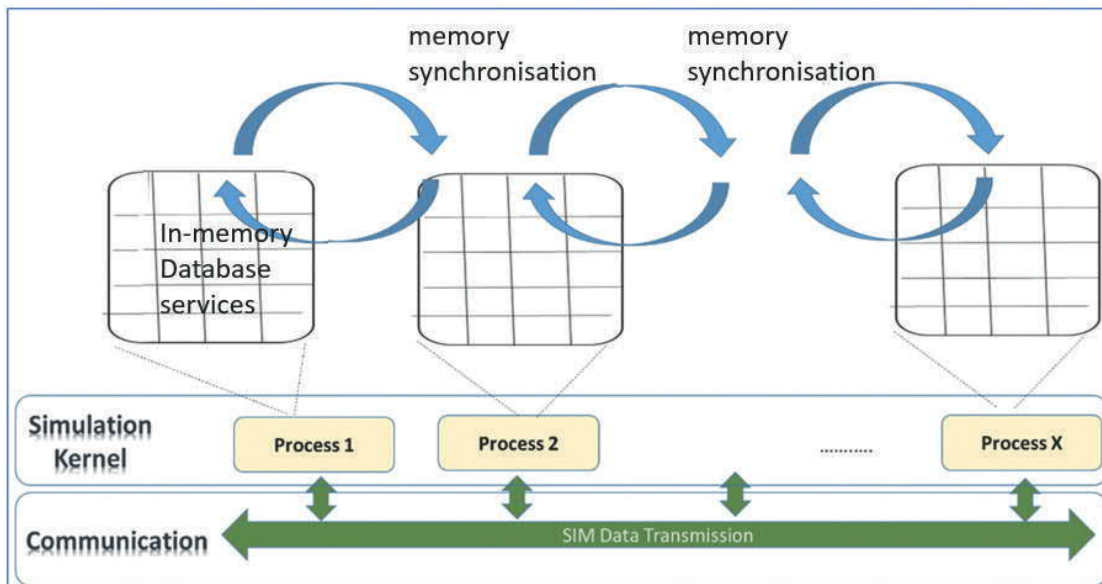 memory
synchronisation
memory
synchronisation
In-memory
Database
services
Simulation
Kernel
Process 1
Process 2
...........
Process X
Communication
SIM Data Transmission